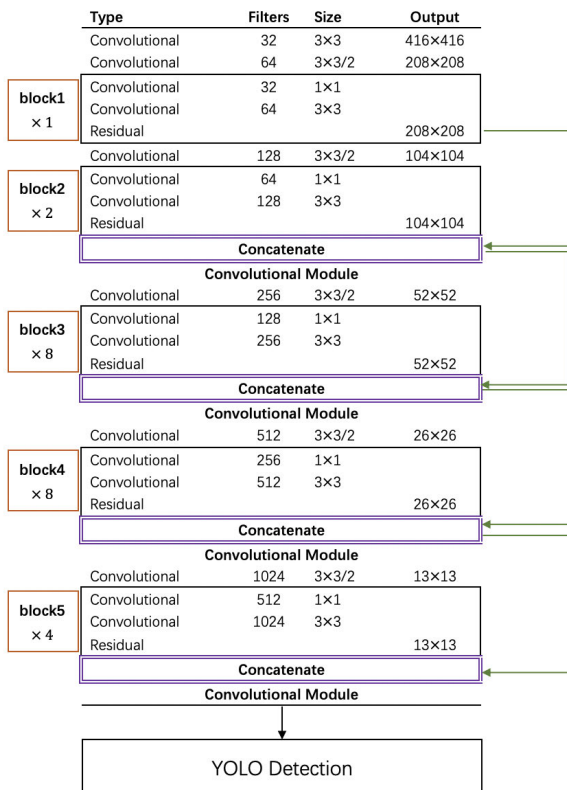 Type Filters Size Output
Convolutional 32 3×3 416×416
Convolutional 64 3×3/2 208×208
block1
× 1
Convolutional 32 1×1
Convolutional 64 3×3
Residual 208×208
Convolutional 128 3×3/2 104×104
block2
× 2
Convolutional 64 1×1
Convolutional 128 3×3
Residual 104×104
Concatenate
Convolutional Module
Convolutional 256 3×3/2 52×52
block3
× 8
Convolutional 128 1×1
Convolutional 256 3×3
Residual 52×52
Concatenate
Convolutional Module
Convolutional 512 3×3/2 26×26
block4
× 8
Convolutional 256 1×1
Convolutional 512 3×3
Residual 26×26
Concatenate
Convolutional Module
Convolutional 1024 3×3/2 13×13
block5
× 4
Convolutional 512 1×1
Convolutional 1024 3×3
Residual 13×13
Concatenate
Convolutional Module
YOLO Detection